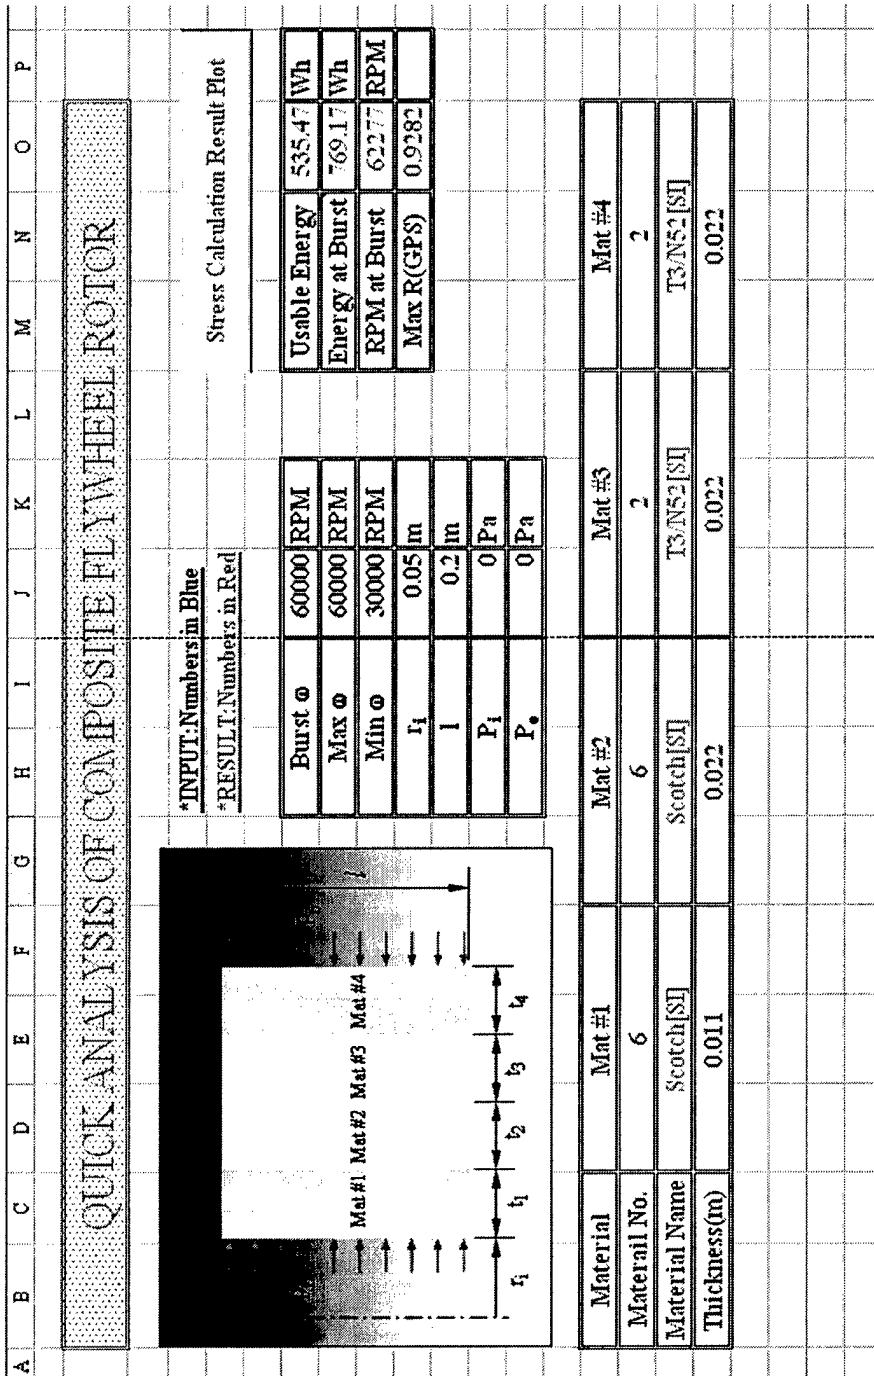 A B C D E F G H I J K L M N O P
QUICK ANALYSIS OF COMPOSITE FLYWHEEL ROTOR
*INPUT:Numbers in Blue
*RESULT:Numbers in Red
Stress Calculation Result Plot
Mat #1 Mat #2 Mat #3 Mat #4
l
ri t1 t2 t3 t4
Burst ω 60000 RPM
Max ω 60000 RPM
Min ω 30000 RPM
ri 0.05 m
l 0.2 m
Pi 0 Pa
Po 0 Pa
Usable Energy 535.47 Wh
Energy at Burst 769.17 Wh
RPM at Burst 62277 RPM
Max R(GPS) 0.9282
Material Mat #1 Mat #2 Mat #3 Mat #4
Materail No. 6 6 2 2
Material Name Scotch[SI] Scotch[SI] T3/N52[SI] T3/N52[SI]
Thickness(m) 0.011 0.022 0.022 0.022